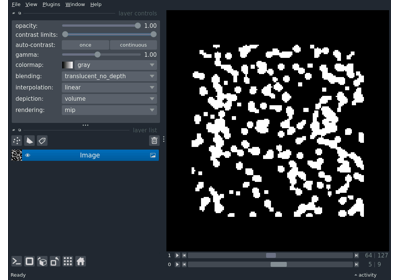 File View Plugins Window Help
layer controls
opacity: 1.00
contrast limits:
auto-contrast: once continuous
gamma: 1.00
colormap: gray
blending: translucent_no_depth
interpolation: linear
depiction: volume
rendering: mip
layer list
Image
1 64 127
0 5 9
Ready activity